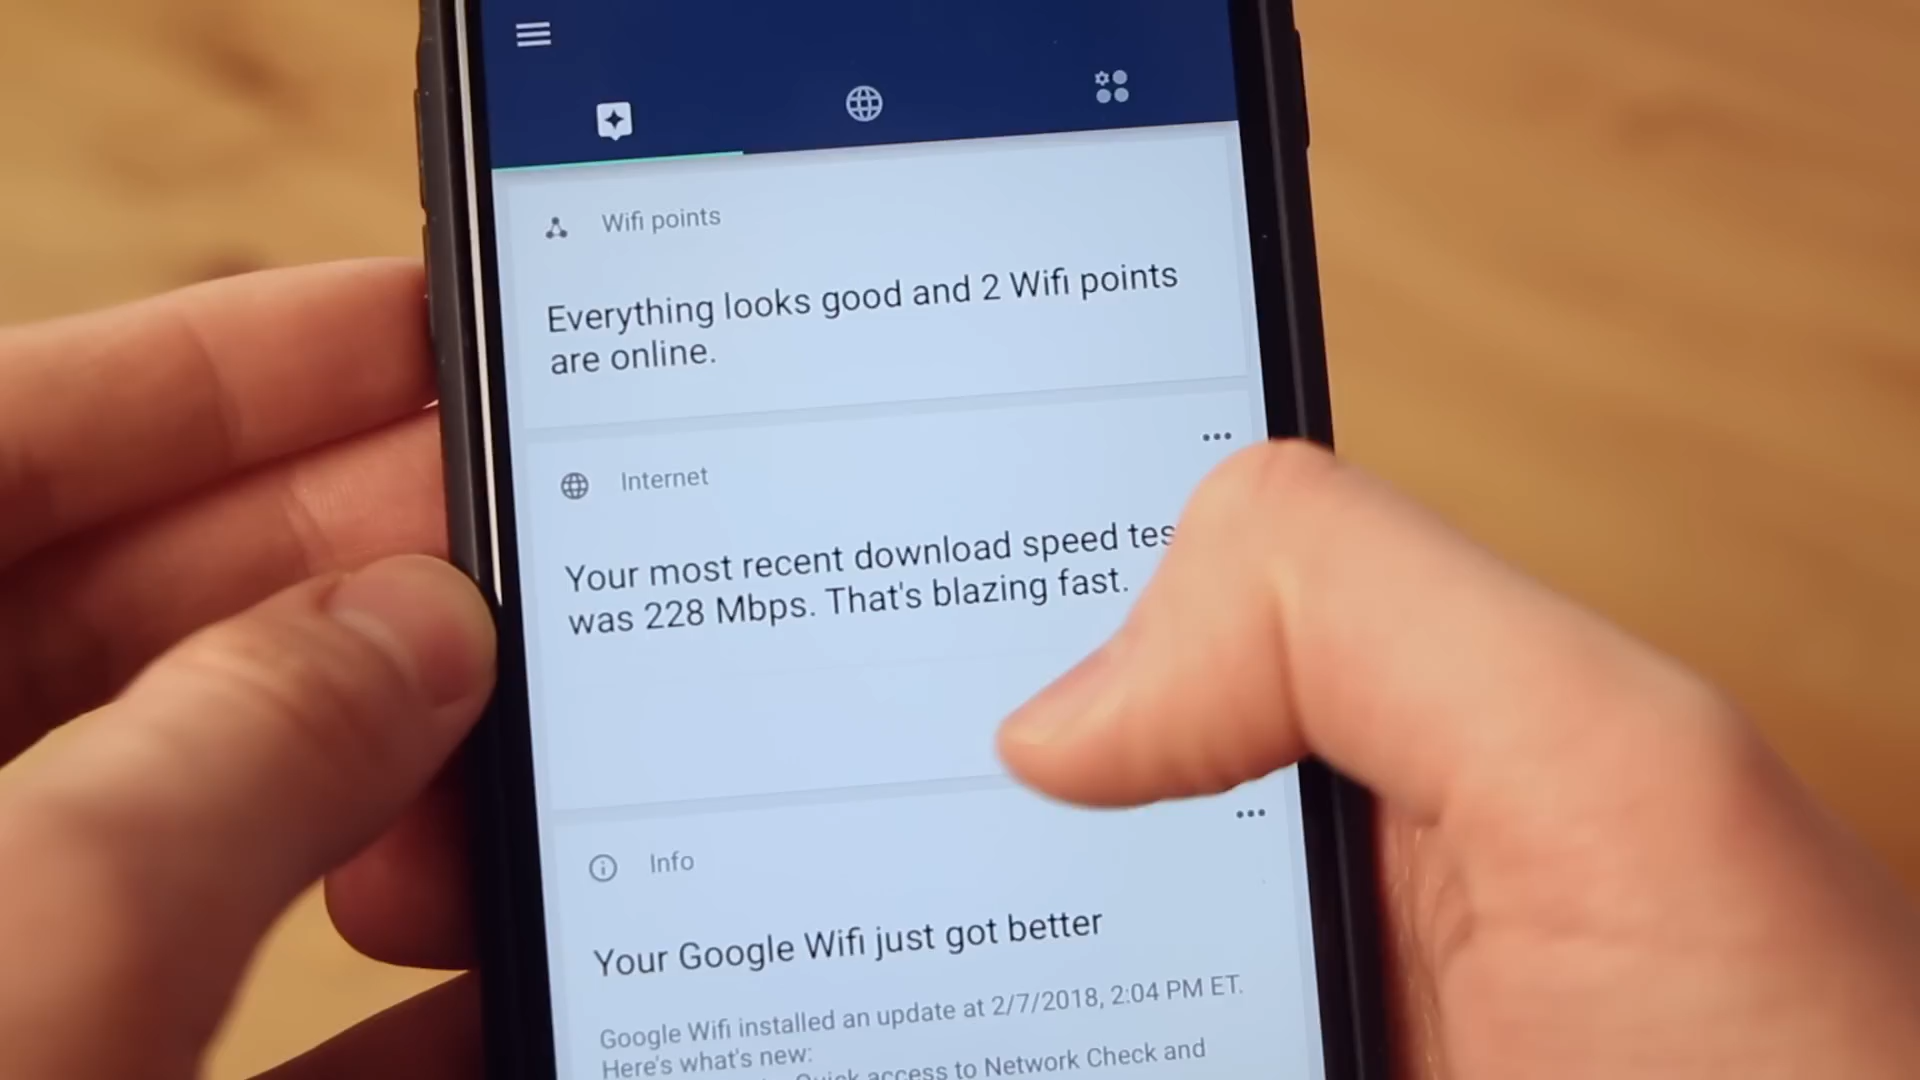 Wifi points
Everything looks good and 2 Wifi points
are online.
Internet
Your most recent download speed
was 228 Mbps. That's blazing fast.
Info
Your Google Wifi just got better
Google Wifi installed an update at 2/7/2018, 2:04 PM ET.
Here's what's new:
access to Network Check and